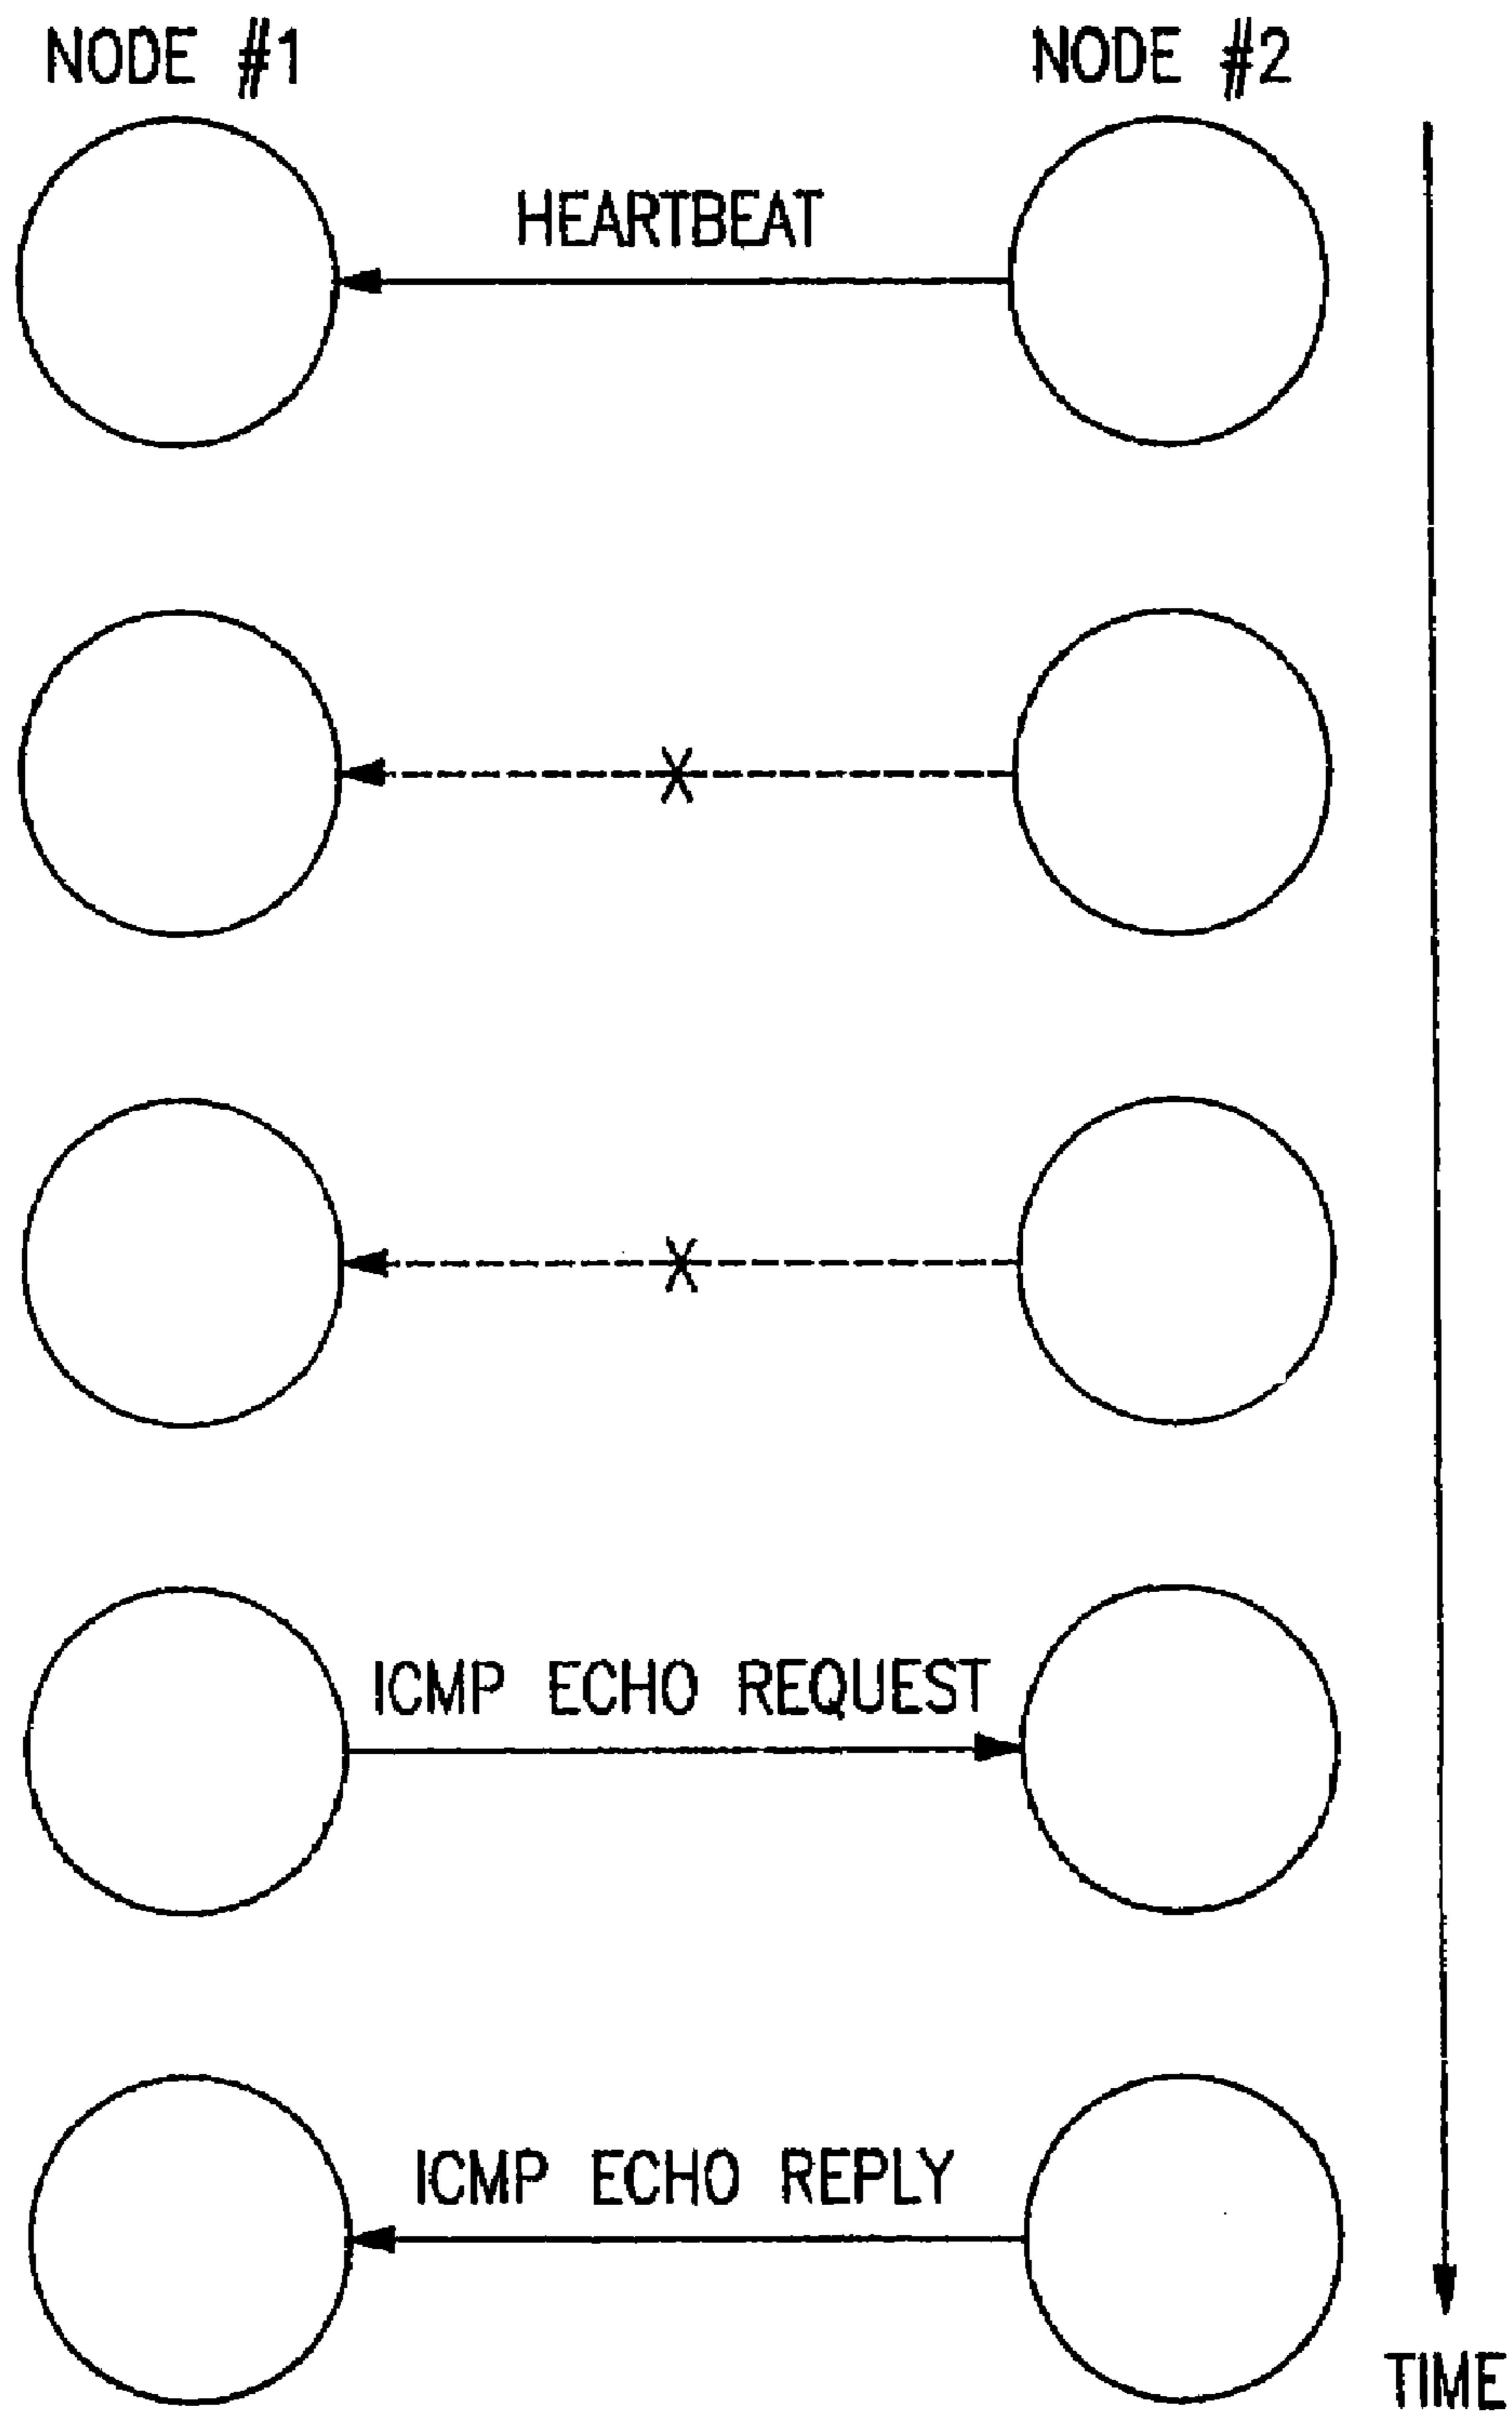 NODE #1
NODE #2
HEARTBEAT
X
X
ICMP ECHO REQUEST
ICMP ECHO REPLY
TIME